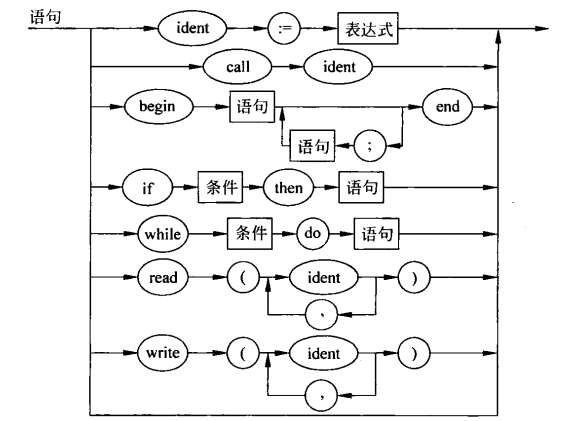 语句
ident := 表达式
call ident
begin 语句 end
语句 ;
if 条件 then 语句
while 条件 do 语句
read ( ident )
,
write ( ident )
,